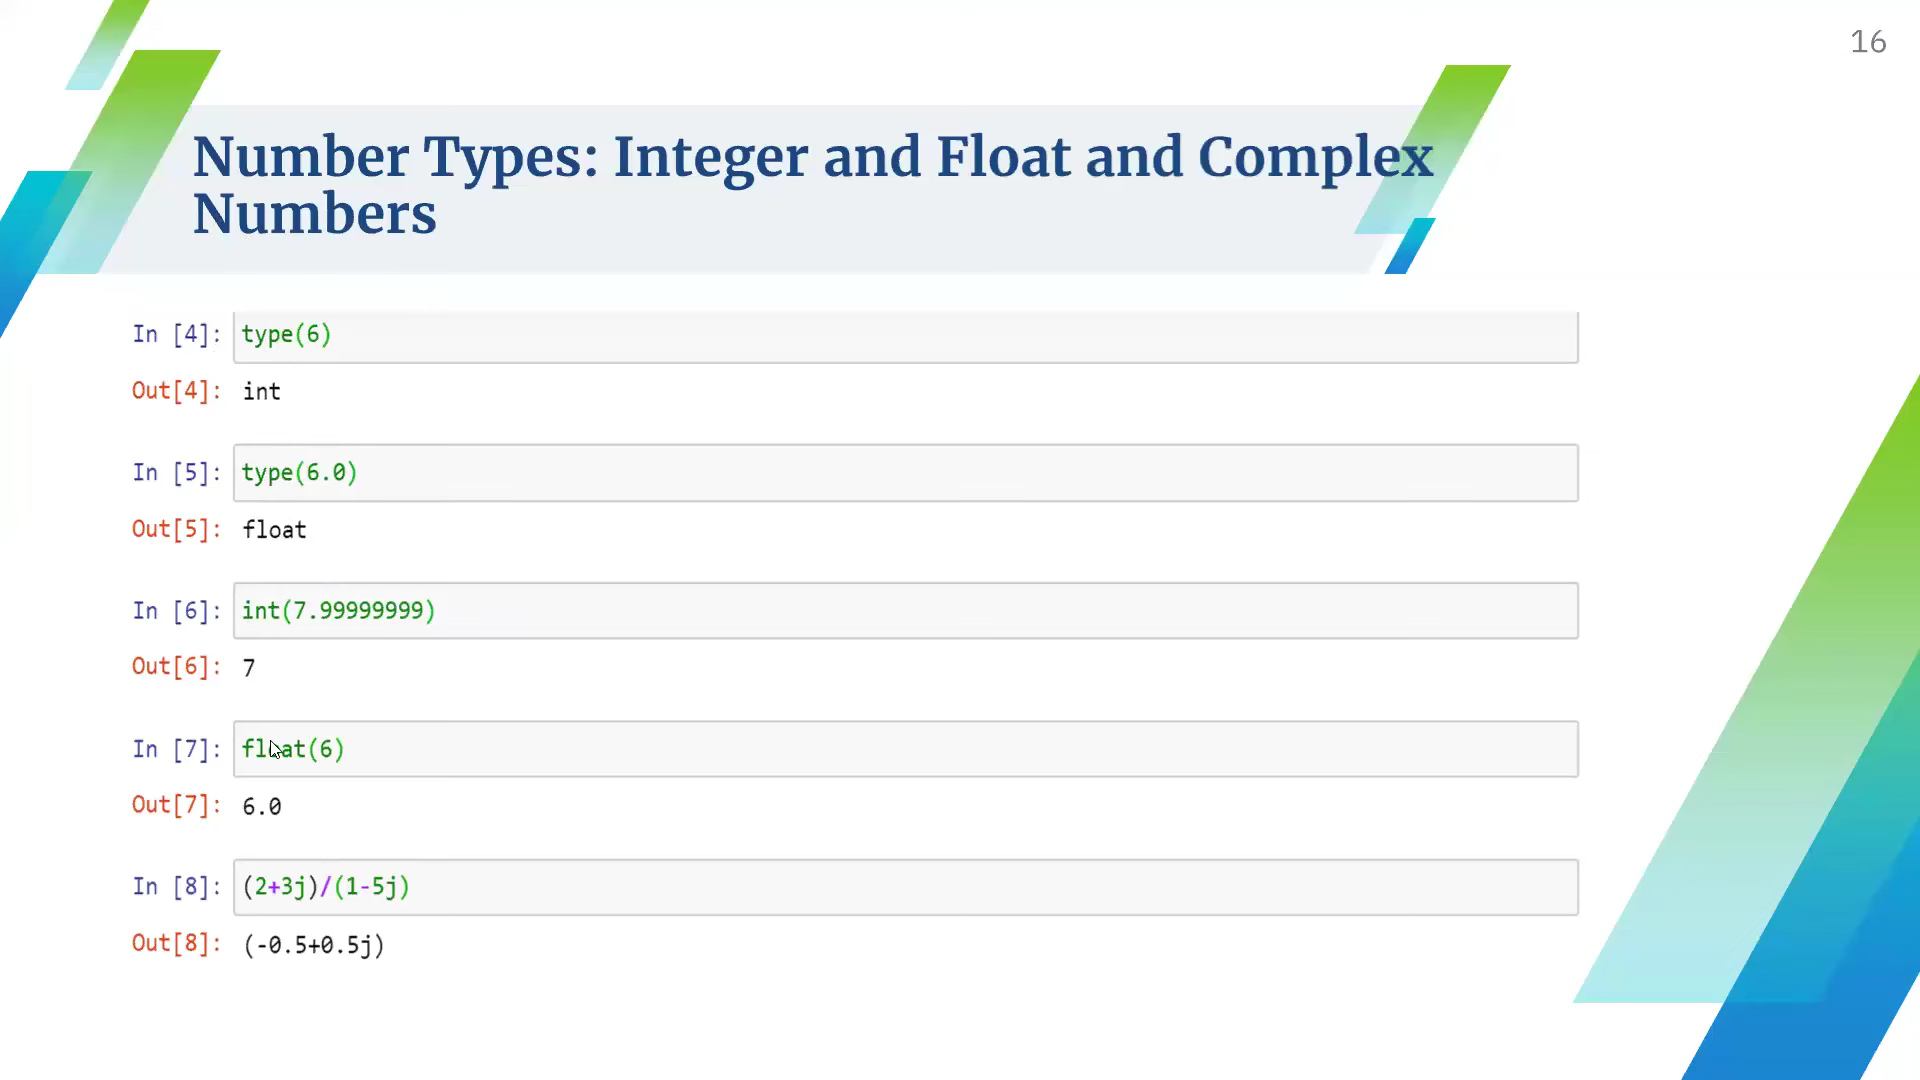 16
Number Types: Integer and Float and Complex
Numbers
In [4]: type(6)
Out[4]: int
In [5]: type(6.0)
Out[5]: float
In [6]: int(7.99999999)
Out[6]: 7
In [7]: float(6)
Out[7]: 6.0
In [8]: (2+3j)/(1-5j)
Out[8]: (-0.5+0.5j)